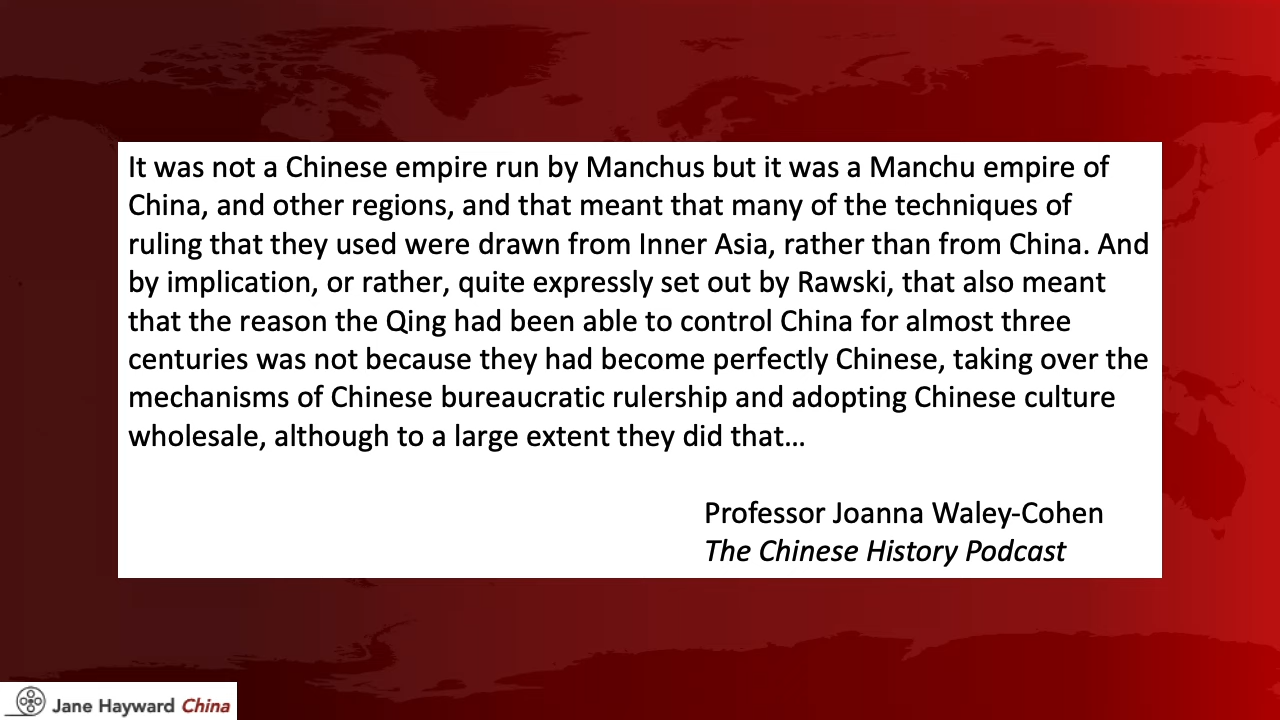 It was not a Chinese empire run by Manchus but it was a Manchu empire of
China, and other regions, and that meant that many of the techniques of
ruling that they used were drawn from Inner Asia, rather than from China. And
by implication, or rather, quite expressly set out by Rawski, that also meant
that the reason the Qing had been able to control China for almost three
centuries was not because they had become perfectly Chinese, taking over the
mechanisms of Chinese bureaucratic rulership and adopting Chinese culture
wholesale, although to a large extent they did that...
Professor Joanna Waley-Cohen
The Chinese History Podcast
Jane Hayward China